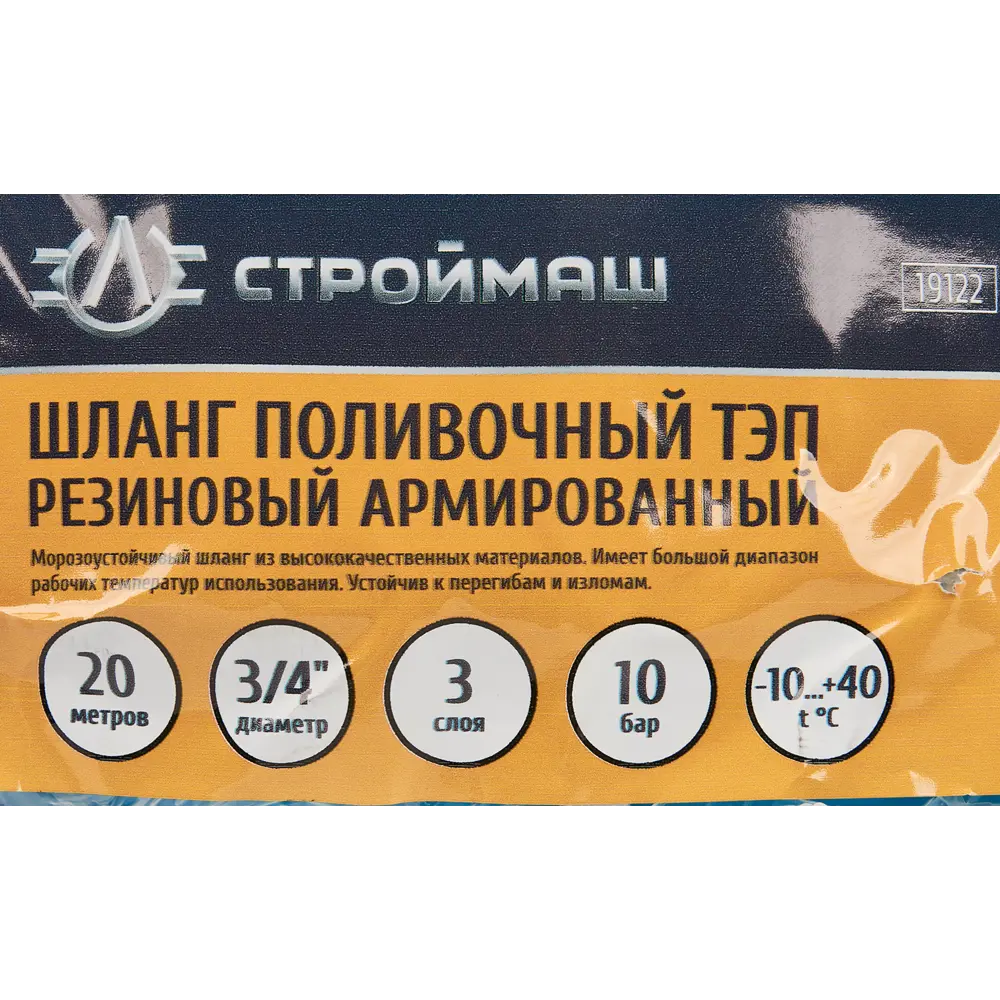 СТРОЙМАШ
19122
ШЛАНГ ПОЛИВОЧНЫЙ ТЭП
РЕЗИНОВЫЙ АРМИРОВАННЫЙ
Морозоустойчивый шланг из высококачественных материалов. Имеет большой диапазон
рабочих температур использования. Устойчив к перегибам и изломам.
20
метров
3/4"
диаметр
3
слоя
10
бар
-10...+40
t °C